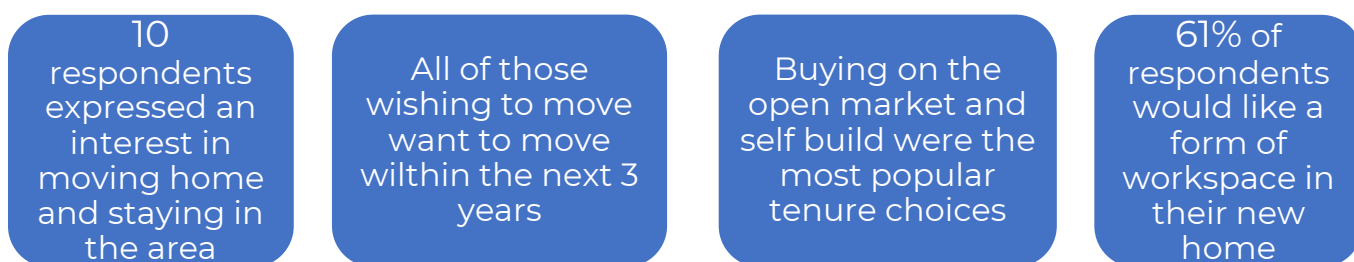 10
respondents
expressed an
interest in
moving home
and staying in
the area
All of those
wishing to move
want to move
wilthin the next 3
years
Buying on the
open market and
self build were the
most popular
tenure choices
61% of
respondents
would like a
form of
workspace in
their new
home